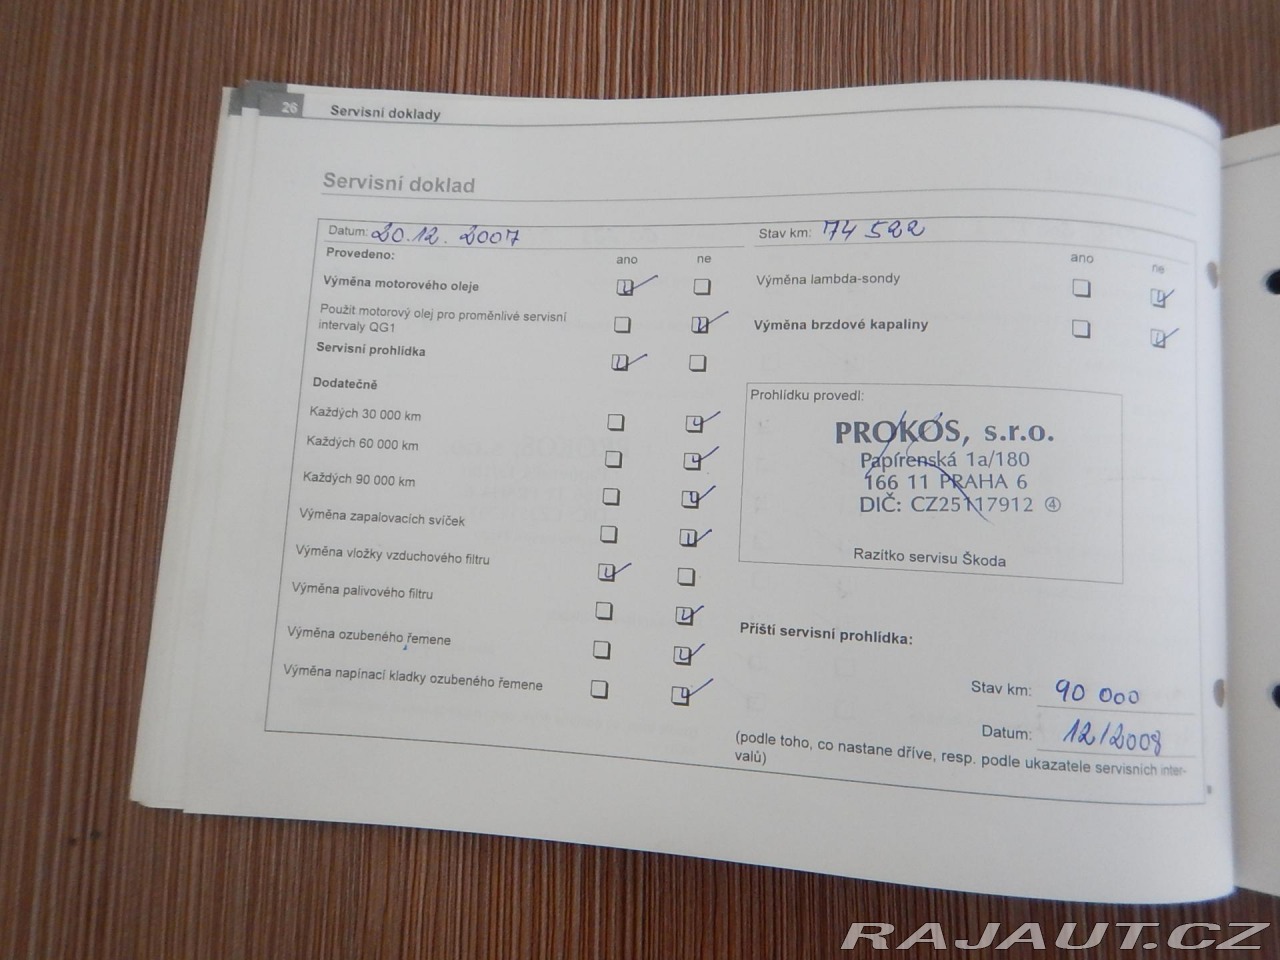 26 Servisní doklady
Servisní doklad
Datum: 20.12. 2007
Stav km: 74 522
Provedeno: ano ne
ano ne
Výměna motorového oleje
Použit motorový olej pro proměnlivé servisní
intervaly QG1
Servisní prohlídka
Dodatečně
Každých 30 000 km
Každých 60 000 km
Každých 90 000 km
Výměna zapalovacích svíček
Výměna vložky vzduchového filtru
Výměna palivového filtru
Výměna ozubeného řemene
Výměna napínací kladky ozubeného řemene
Výměna lambda-sondy
Výměna brzdové kapaliny
Prohlídku provedl:
PROKOS, s.r.o.
Papírenská 1a/180
166 11 PRAHA 6
DIČ: CZ25117912 ④
Razítko servisu Škoda
Příští servisní prohlídka:
Stav km: 90 000
Datum: 12/2008
(podle toho, co nastane dříve, resp. podle ukazatele servisních inter-
valů)
RAJAUT.CZ